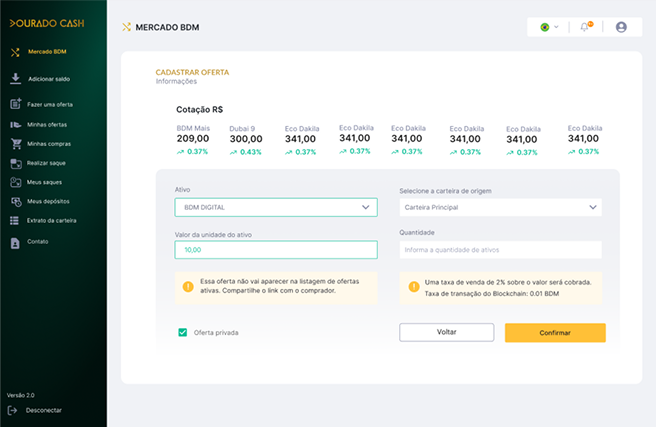 DOURADO CASH
Mercado BDM
Adicionar saldo
Fazer uma oferta
Minhas ofertas
Minhas compras
Realizar saque
Meus saques
Meus depósitos
Extrato da carteira
Contato
Versão 2.0
Desconectar
MERCADO BDM
CADASTRAR OFERTA
Informações
Cotação R$
BDM Mais Dubai 9 Eco Dakila Eco Dakila Eco Dakila Eco Dakila Eco Dakila Eco Dakila
209,00 300,00 341,00 341,00 341,00 341,00 341,00 341,00
0.37% 0.43% 0.37% 0.37% 0.37% 0.37% 0.37% 0.37%
Ativo
BDM DIGITAL
Selecione a carteira de origem
Carteira Principal
Valor da unidade do ativo
10,00
Quantidade
Informa a quantidade de ativos
Essa oferta não vai aparecer na listagem de ofertas
ativas. Compartilhe o link com o comprador.
Uma taxa de venda de 2% sobre o valor será cobrada.
Taxa de transação do Blockchain: 0.01 BDM
Oferta privada
Voltar
Confirmar